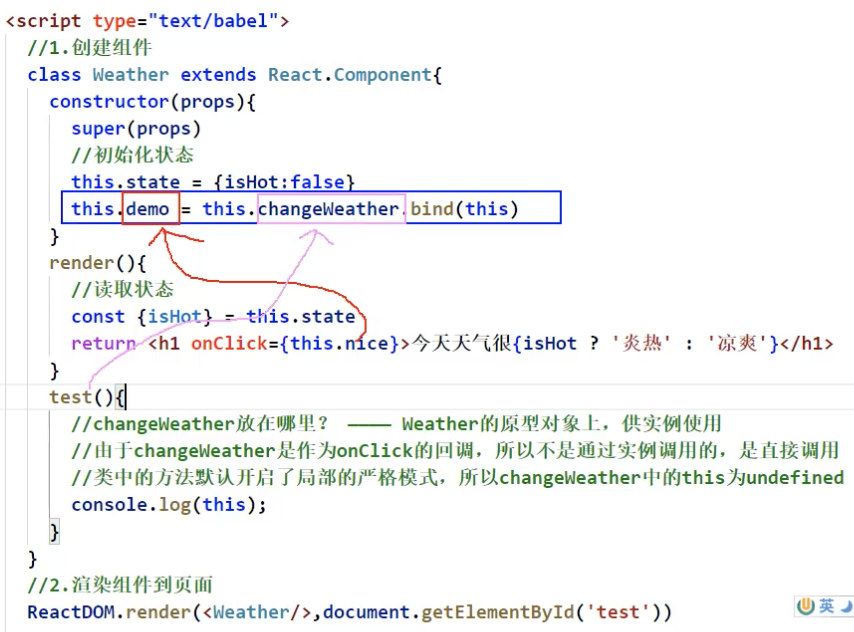 <script type="text/babel">
//1.创建组件
class Weather extends React.Component{
constructor(props){
super(props)
//初始化状态
this.state = {isHot:false}
this.demo = this.changeWeather.bind(this)
}
render(){
//读取状态
const {isHot} = this.state
return <h1 onClick={this.nice}>今天天气很{isHot ? '炎热' : '凉爽'}</h1>
}
test(){
//changeWeather放在哪里? ———— Weather的原型对象上，供实例使用
//由于changeWeather是作为onClick的回调，所以不是通过实例调用的，是直接调用
//类中的方法默认开启了局部的严格模式，所以changeWeather中的this为undefined
console.log(this);
}
}
//2.渲染组件到页面
ReactDOM.render(<Weather/>,document.getElementById('test'))
英